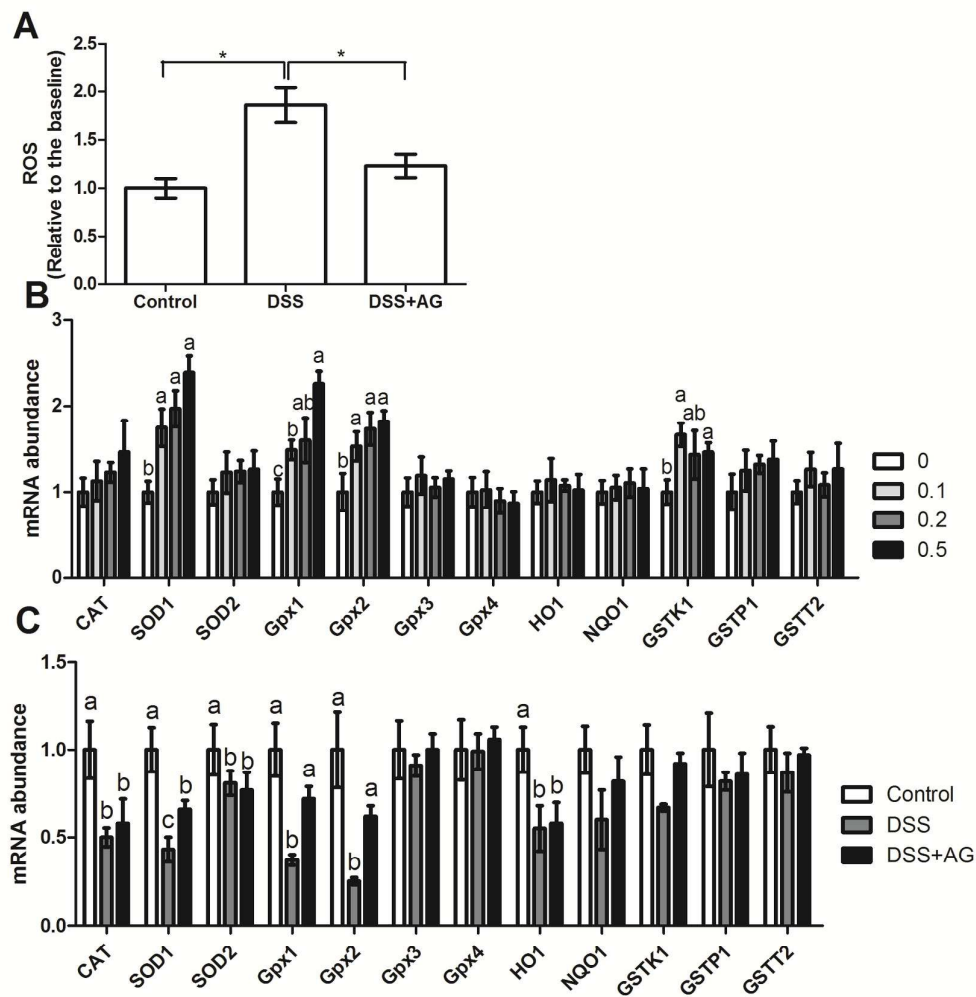 A
ROS
(Relative to the baseline)
2.5
2.0
1.5
1.0
0.5
0.0
* *
Control DSS DSS+AG
B
mRNA abundance
3
2
1
0
b a a a
c b ab a
b a a a
b a ab a
CAT SOD1 SOD2 Gpx1 Gpx2 Gpx3 Gpx4 HO1 NQO1 GSTK1 GSTP1 GSTT2
0
0.1
0.2
0.5
C
mRNA abundance
1.5
1.0
0.5
0.0
a b b
a c b
a b b
a b a
a b a
a b b
CAT SOD1 SOD2 Gpx1 Gpx2 Gpx3 Gpx4 HO1 NQO1 GSTK1 GSTP1 GSTT2
Control
DSS
DSS+AG